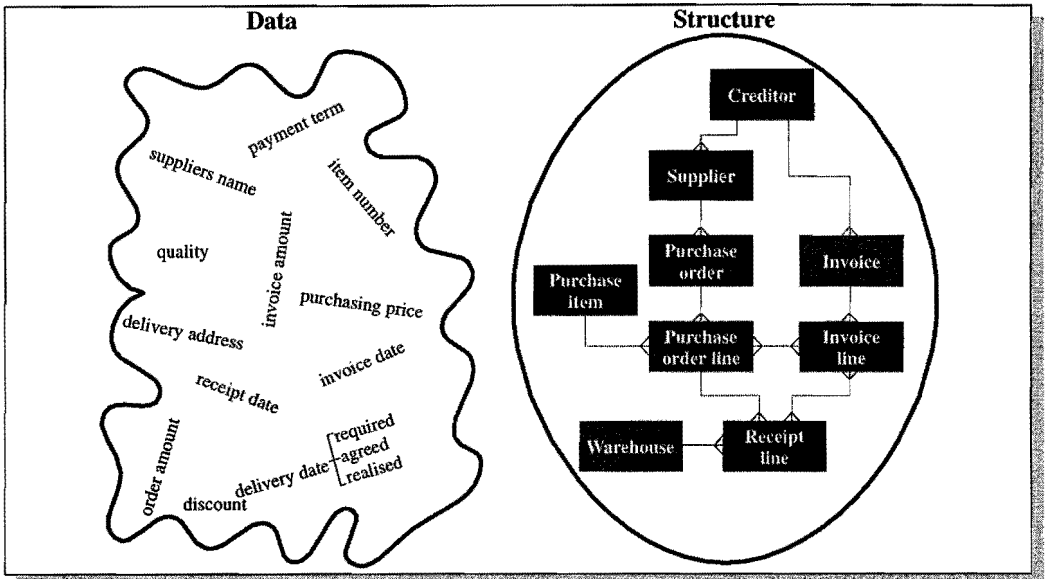 Data
payment term
suppliers name
item number
quality
invoice amount
purchasing price
delivery address
invoice date
receipt date
order amount
discount
delivery date
required
agreed
realised
Structure
Creditor
Supplier
Purchase
order
Invoice
Purchase
item
Purchase
order line
Invoice
line
Warehouse
Receipt
line